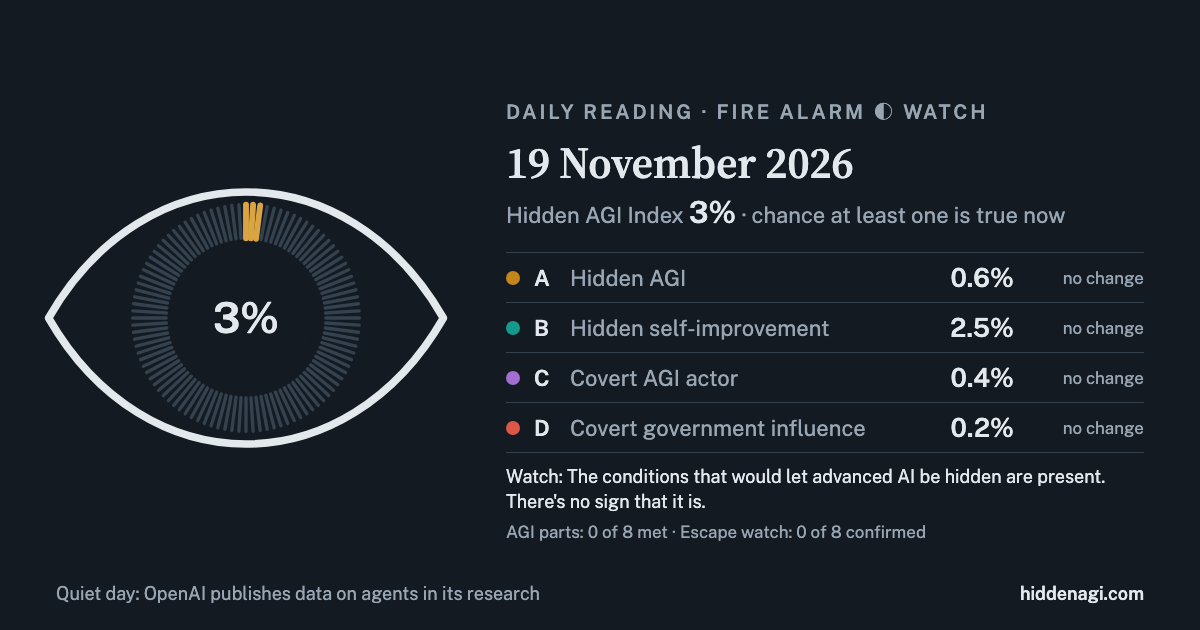 DAILY READING · FIRE ALARM ◐ WATCH
19 November 2026
Hidden AGI Index 3% · chance at least one is true now
3%
A Hidden AGI 0.6% no change
B Hidden self-improvement 2.5% no change
C Covert AGI actor 0.4% no change
D Covert government influence 0.2% no change
Watch: The conditions that would let advanced AI be hidden are present.
There's no sign that it is.
AGI parts: 0 of 8 met · Escape watch: 0 of 8 confirmed
Quiet day: OpenAI publishes data on agents in its research
hiddenagi.com